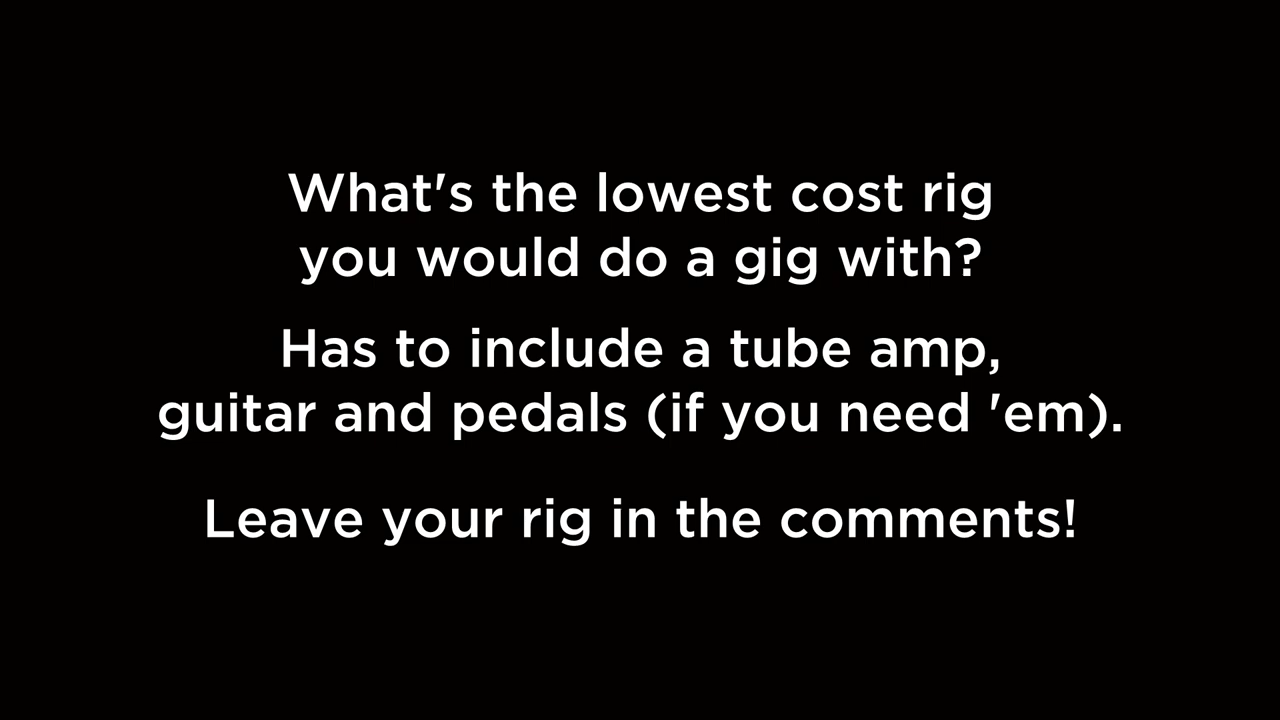 What's the lowest cost rig
you would do a gig with?
Has to include a tube amp,
guitar and pedals (if you need 'em).
Leave your rig in the comments!